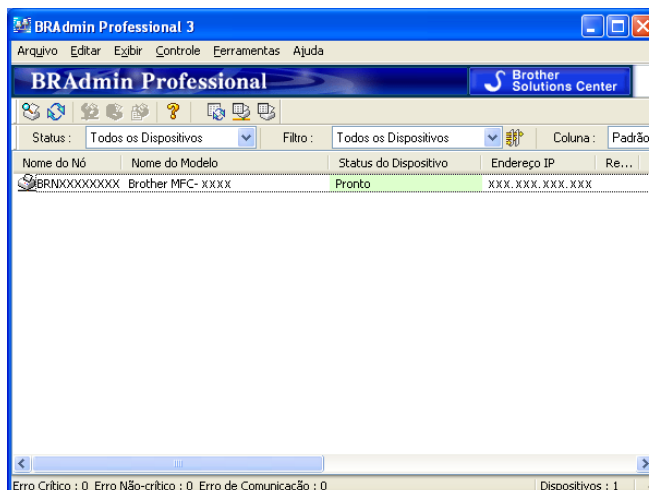 BRAdmin Professional 3
Arquivo Editar Exibir Controle Ferramentas Ajuda
BRAdmin Professional
Brother
Solutions Center
Status : Todos os Dispositivos Filtro : Todos os Dispositivos Coluna : Padrão
Nome do Nó Nome do Modelo Status do Dispositivo Endereço IP Re...
BRNXXXXXXXX Brother MFC- XXXX Pronto XXX.XXX.XXX.XXX
Erro Crítico : 0 Erro Não-crítico : 0 Erro de Comunicação : 0 Dispositivos : 1